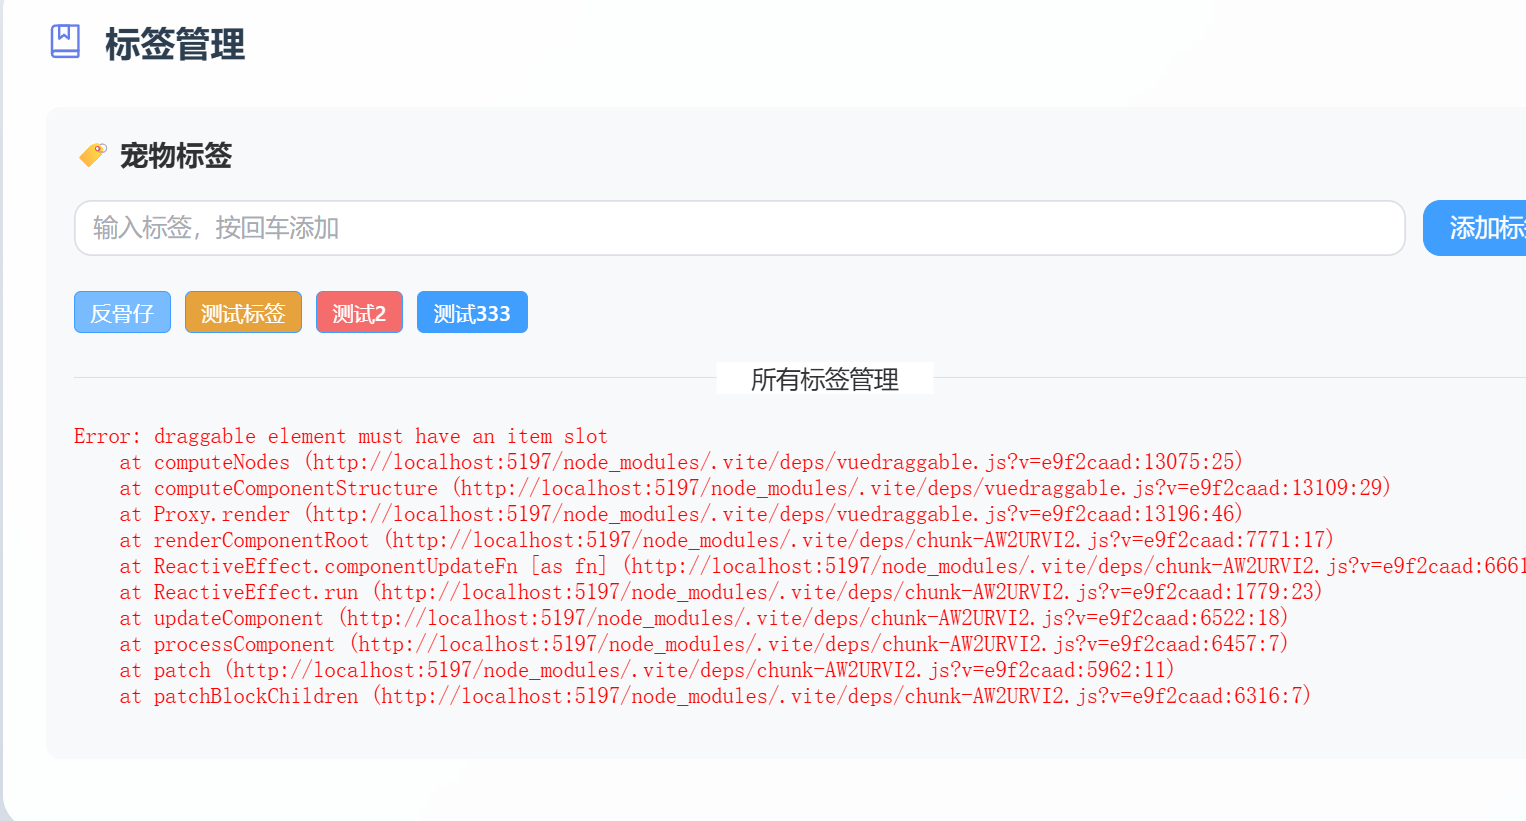 标签管理
宠物标签
输入标签，按回车添加
添加标
反骨仔
测试标签
测试2
测试333
所有标签管理
Error: draggable element must have an item slot
at computeNodes (http://localhost:5197/node_modules/.vite/deps/vuedraggable.js?v=e9f2caad:13075:25)
at computeComponentStructure (http://localhost:5197/node_modules/.vite/deps/vuedraggable.js?v=e9f2caad:13109:29)
at Proxy.render (http://localhost:5197/node_modules/.vite/deps/vuedraggable.js?v=e9f2caad:13196:46)
at renderComponentRoot (http://localhost:5197/node_modules/.vite/deps/chunk-AW2URVI2.js?v=e9f2caad:7771:17)
at ReactiveEffect.componentUpdateFn [as fn] (http://localhost:5197/node_modules/.vite/deps/chunk-AW2URVI2.js?v=e9f2caad:6661
at ReactiveEffect.run (http://localhost:5197/node_modules/.vite/deps/chunk-AW2URVI2.js?v=e9f2caad:1779:23)
at updateComponent (http://localhost:5197/node_modules/.vite/deps/chunk-AW2URVI2.js?v=e9f2caad:6522:18)
at processComponent (http://localhost:5197/node_modules/.vite/deps/chunk-AW2URVI2.js?v=e9f2caad:6457:7)
at patch (http://localhost:5197/node_modules/.vite/deps/chunk-AW2URVI2.js?v=e9f2caad:5962:11)
at patchBlockChildren (http://localhost:5197/node_modules/.vite/deps/chunk-AW2URVI2.js?v=e9f2caad:6316:7)